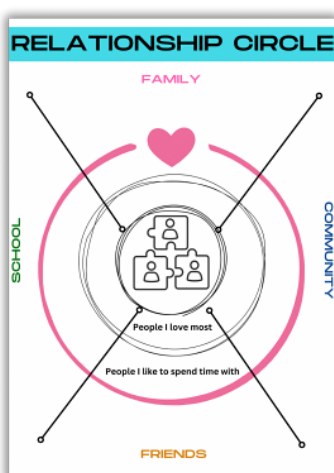 RELATIONSHIP CIRCLE
FAMILY
SCHOOL
COMMUNITY
People I love most
People I like to spend time with
FRIENDS